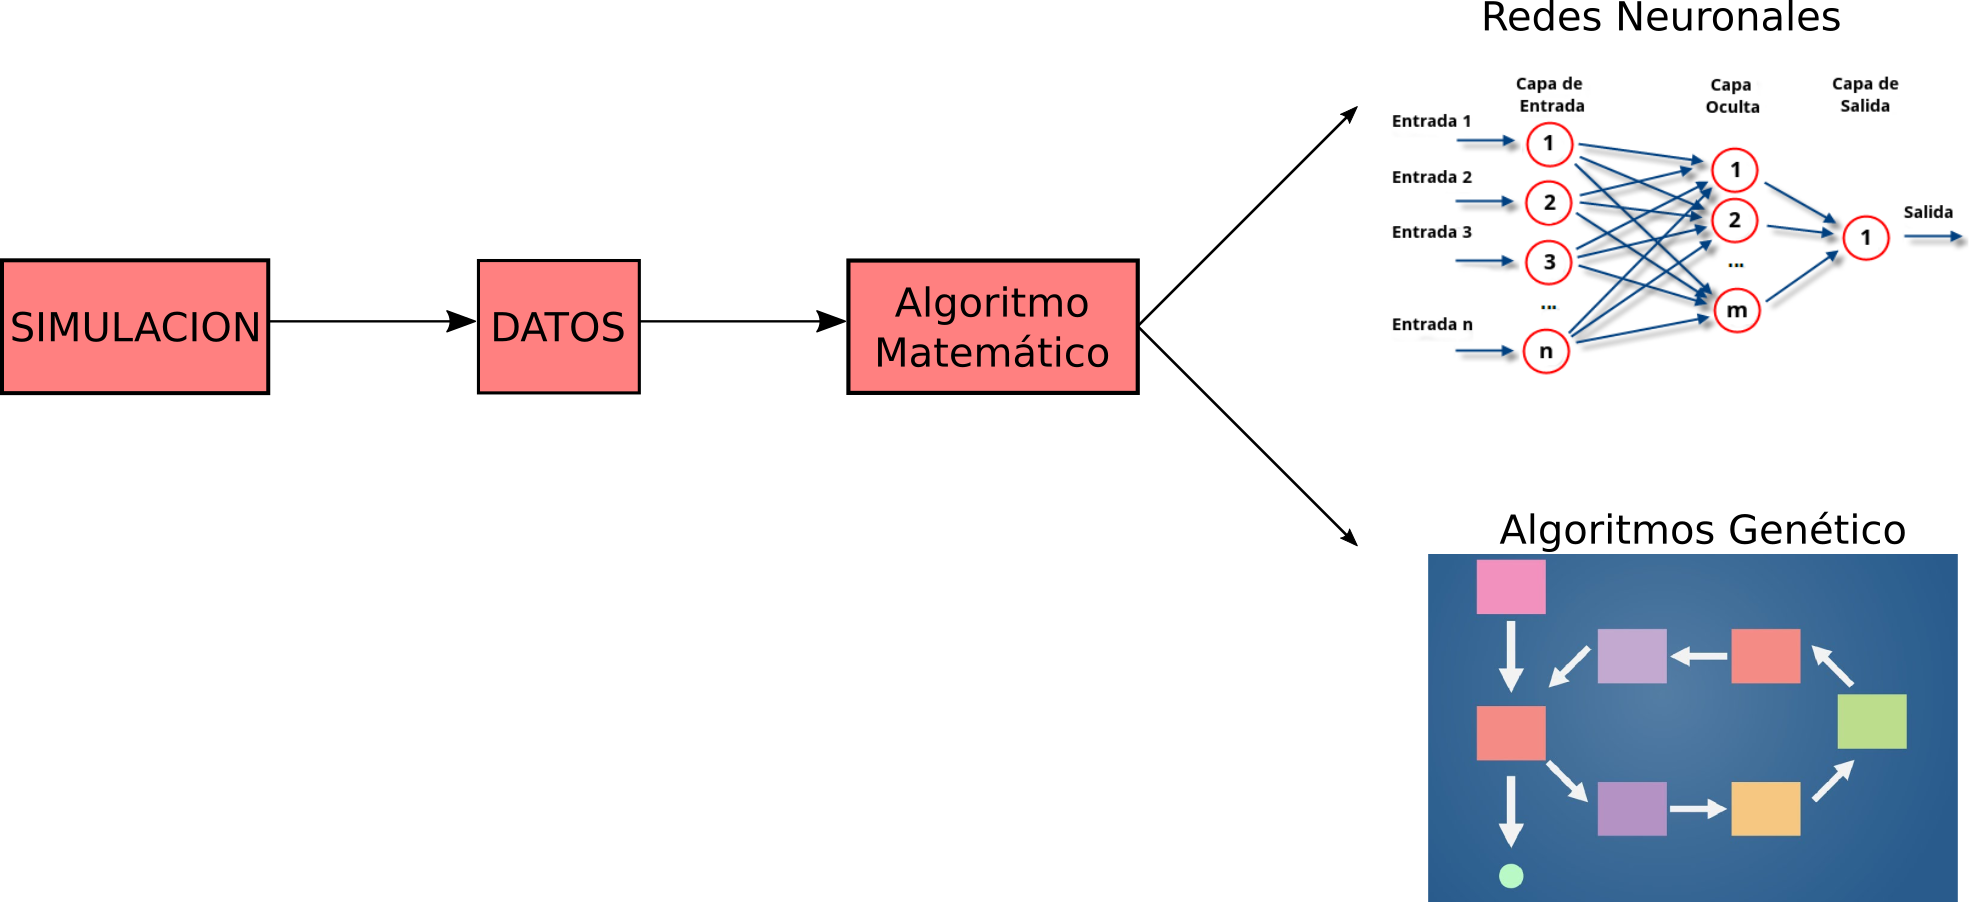 SIMULACION
DATOS
Algoritmo
Matemático
Redes Neuronales
Capa de
Entrada
Capa
Oculta
Capa de
Salida
Entrada 1
1
Entrada 2
2
Entrada 3
3
...
Entrada n
n
1
2
...
m
1
Salida
Algoritmos Genético